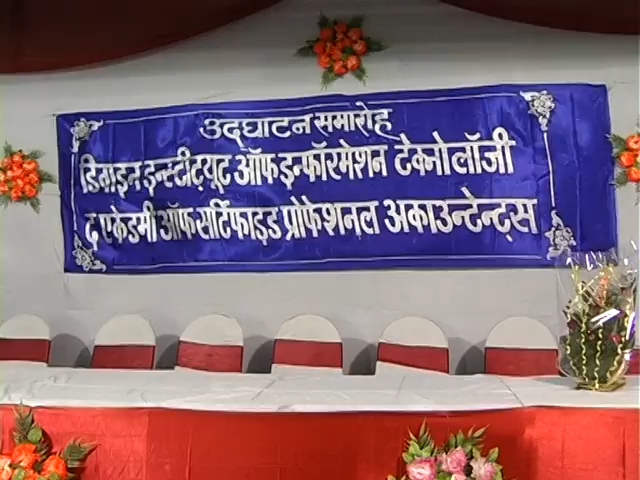 उद्घाटन समारोह
डिवाइन इन्स्टीट्यूट ऑफ इन्फॉरमेशन टेक्नोलॉजी
द एकेडमी ऑफ सर्टिफाइड प्रोफेशनल अकाउन्टेन्ट्स